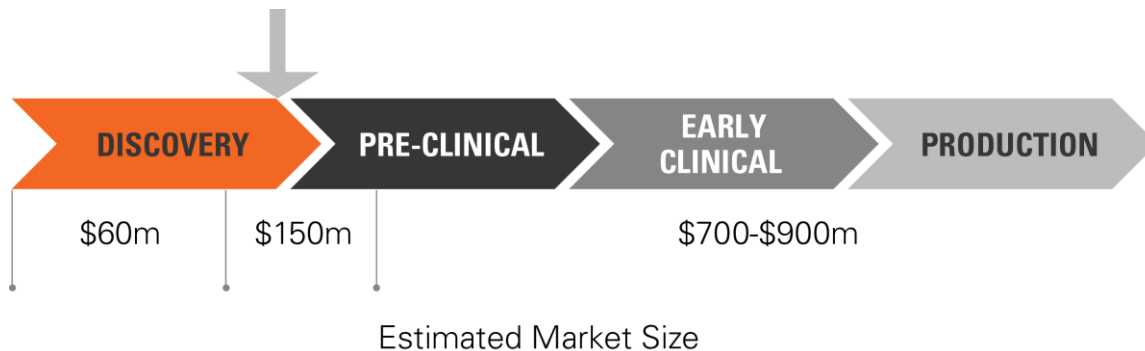 DISCOVERY
PRE-CLINICAL
EARLY
CLINICAL
PRODUCTION
$60m
$150m
$700-$900m
Estimated Market Size